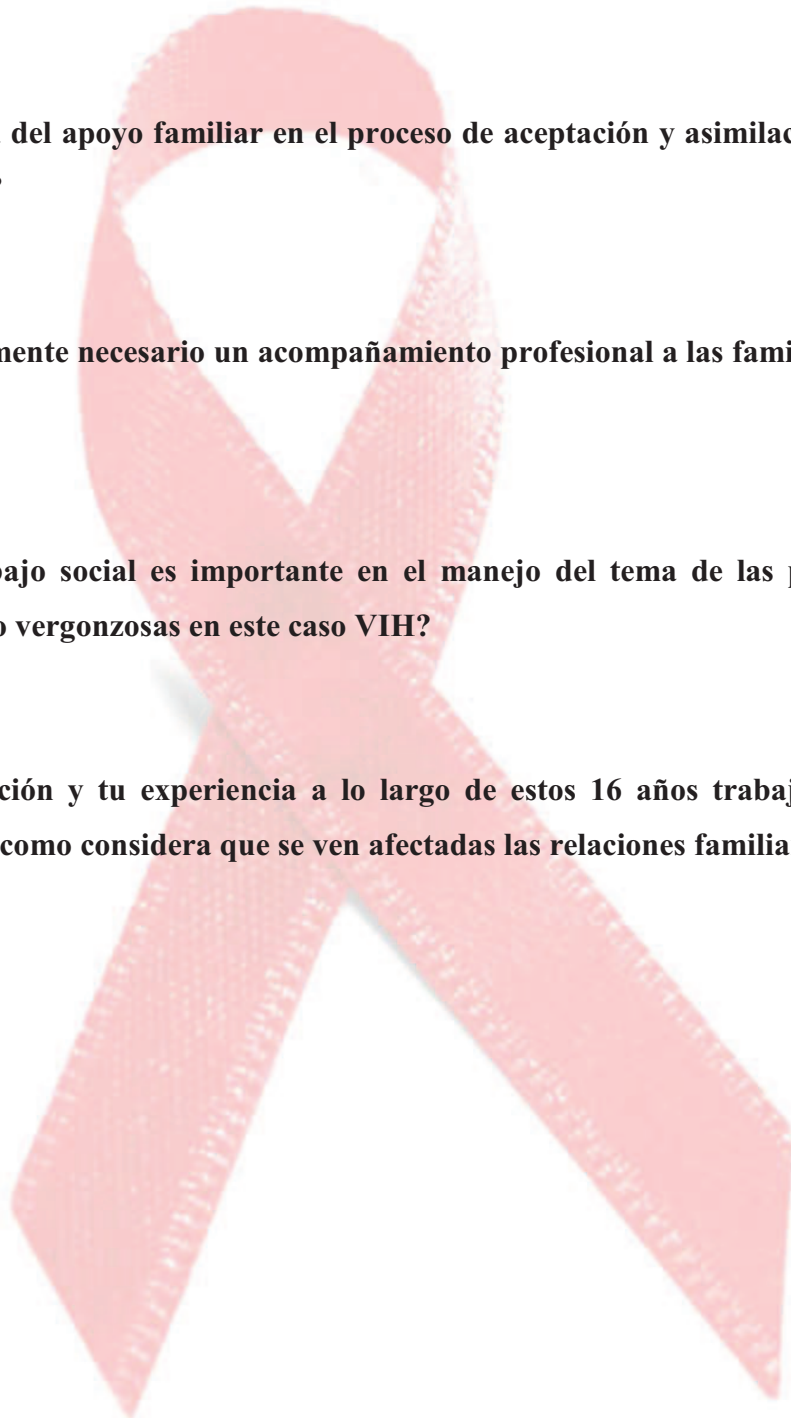 del apoyo familiar en el proceso de aceptación y asimilac
mente necesario un acompañamiento profesional a las fami
bajo social es importante en el manejo del tema de las
o vergonzosas en este caso VIH?
ción y tu experiencia a lo largo de estos 16 años trabaj
como considera que se ven afectadas las relaciones familia